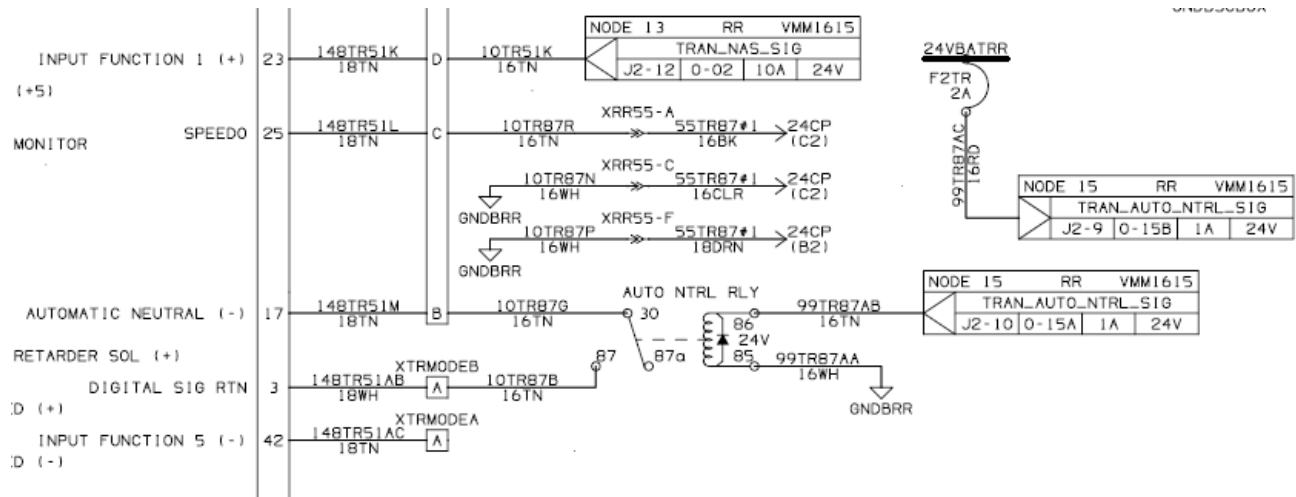 NODE 13 RR VMM1615
TRAN_NAS_SIG
J2-12 O-02 10A 24V
INPUT FUNCTION 1 (+) 23 148TR51K 18TN D 10TR51K 16TN
(+5)
24VBATRR
F2TR
2A
99TR87AC
16RD
MONITOR
SPEEDO 25 148TR51L 18TN C 10TR87R 16TN XRR55-A 55TR87#1 16BK 24CP (C2)
10TR87N 16WH XRR55-C 55TR87#1 16CLR 24CP (C2)
GNDBRR
10TR87P 16WH XRR55-F 55TR87#1 18DRN 24CP (B2)
GNDBRR
NODE 15 RR VMM1615
TRAN_AUTO_NTRL_SIG
J2-9 O-15B 1A 24V
AUTOMATIC NEUTRAL (-) 17 148TR51M 18TN B 10TR87G 16TN
AUTO NTRL RLY
30 86 24V 87 87a 85
99TR87AB
16TN
NODE 15 RR VMM1615
TRAN_AUTO_NTRL_SIG
J2-10 O-15A 1A 24V
99TR87AA
16WH
GNDBRR
RETARDER SOL (+)
DIGITAL SIG RTN 3 148TR51AB 18WH XTRMODEB A 10TR87B 16TN
ED (+)
INPUT FUNCTION 5 (-) 42 148TR51AC 18TN XTRMODEA A
ED (-)